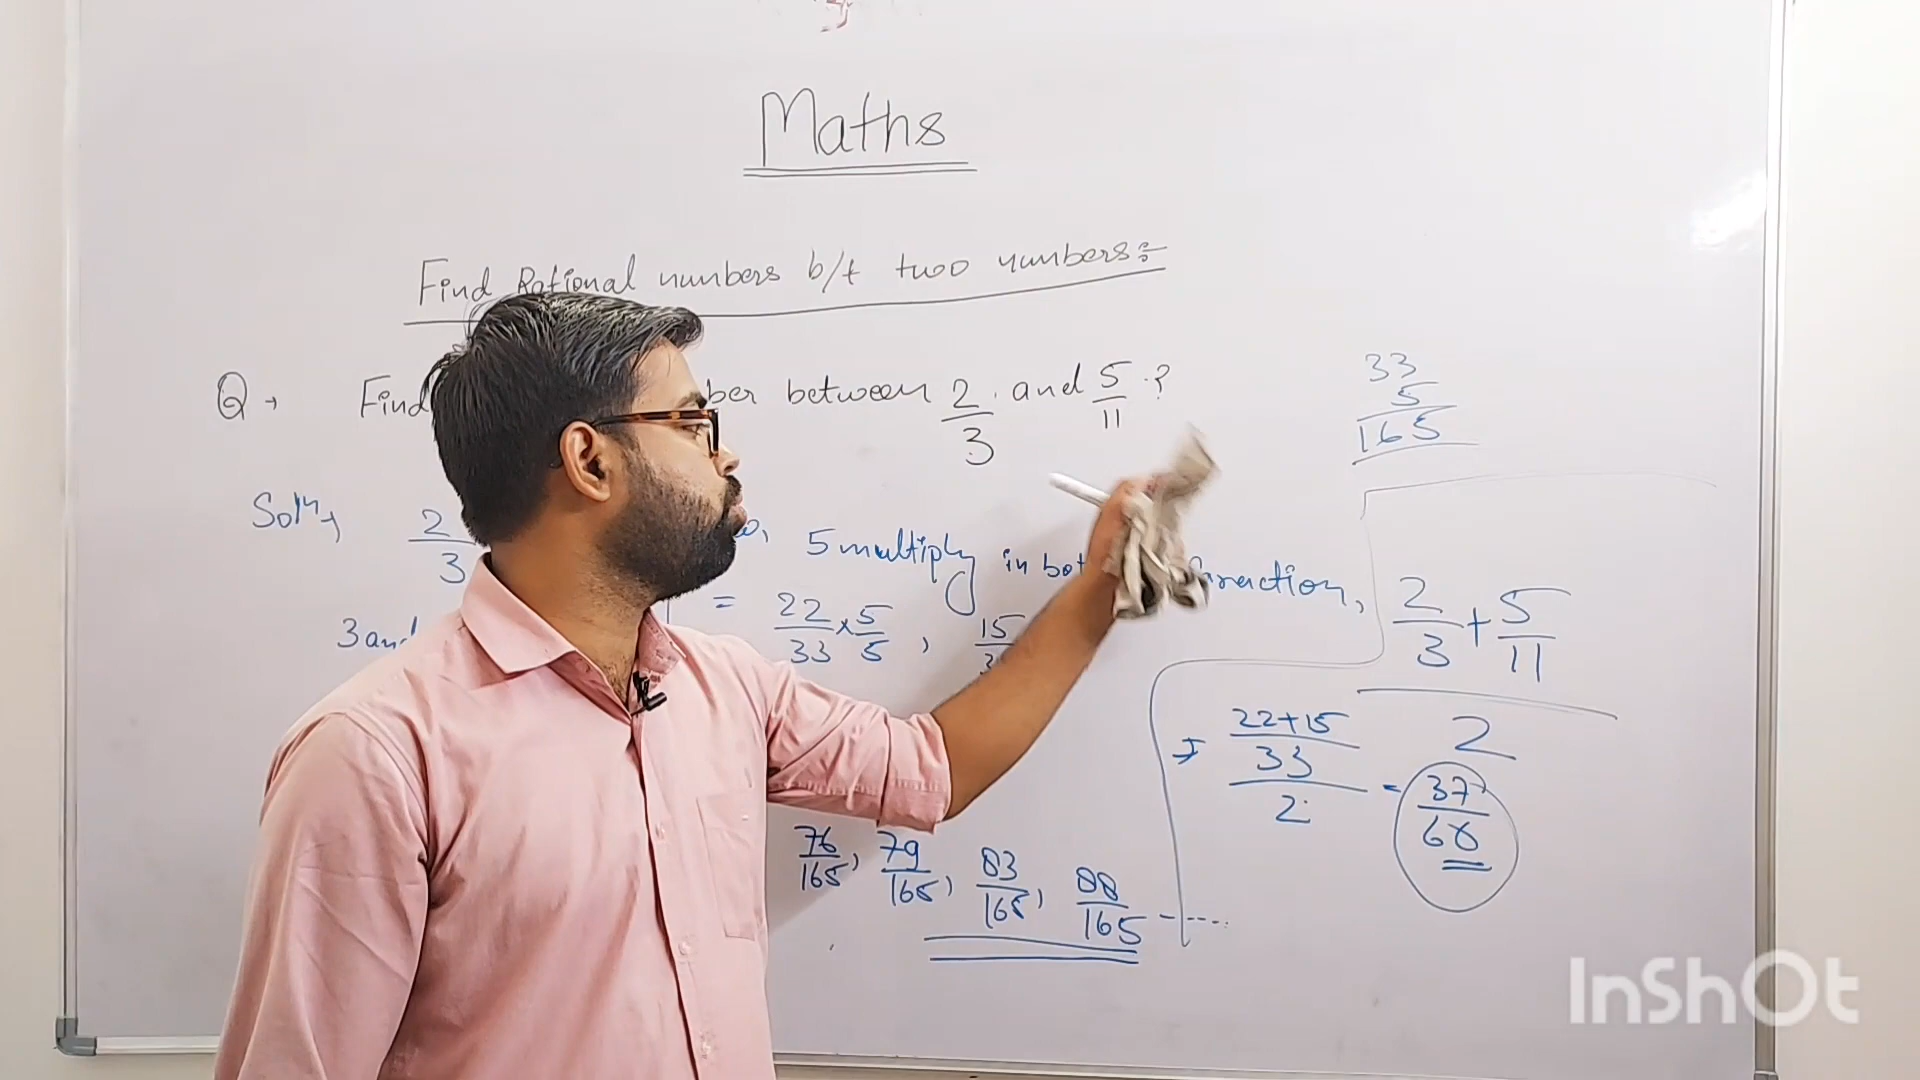 Maths
Find Rational numbers b/t two numbers:-
Q→ Find ber between 2/3 and 5/11 ?
33
5
165
Soln, 2/3 5 multiply in both fraction,
3 and = 22/33 × 5/5 , 15
2/3 + 5/11
2
22+15
33
2
= 37/66
76/165, 79/165, 83/165, 88/165 -----
InShOt